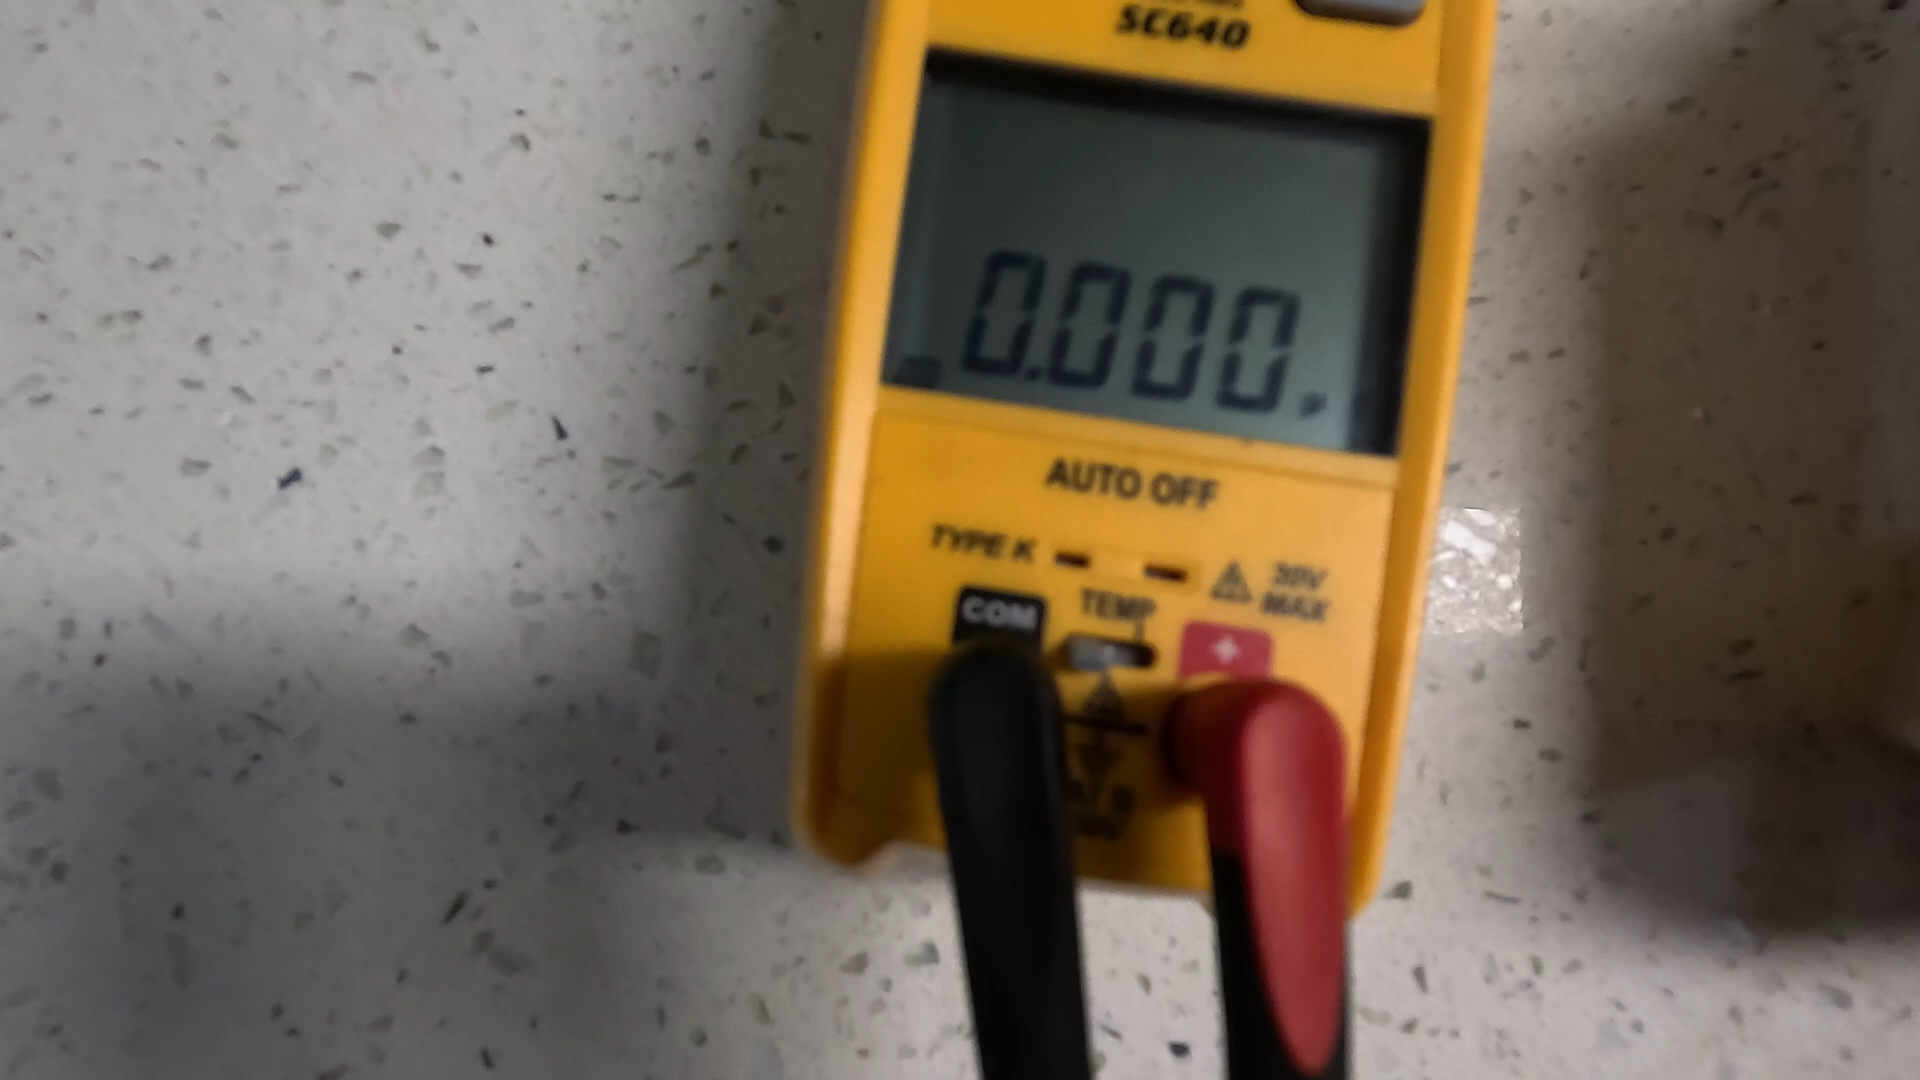 SC640
0.000
AUTO OFF
TYPE K
30V
MAX
COM
TEMP
+